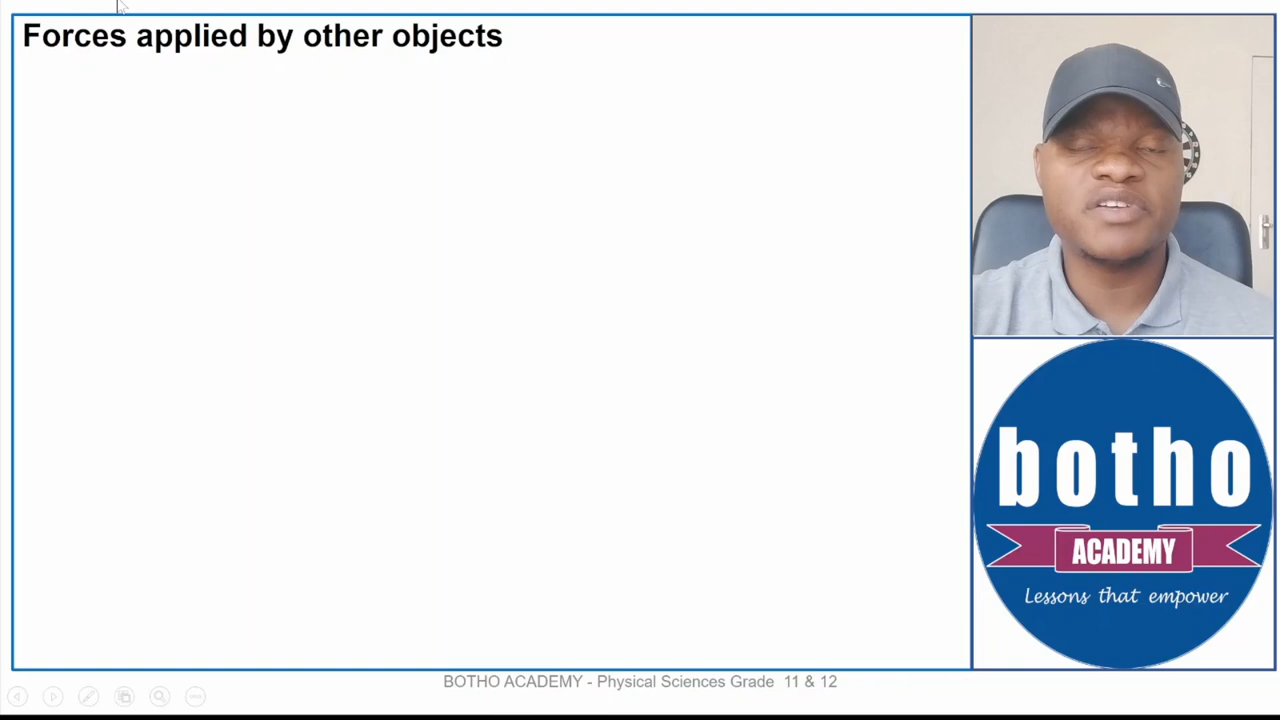 Forces applied by other objects
botho
ACADEMY
Lessons that empower
BOTHO ACADEMY - Physical Sciences Grade 11 & 12